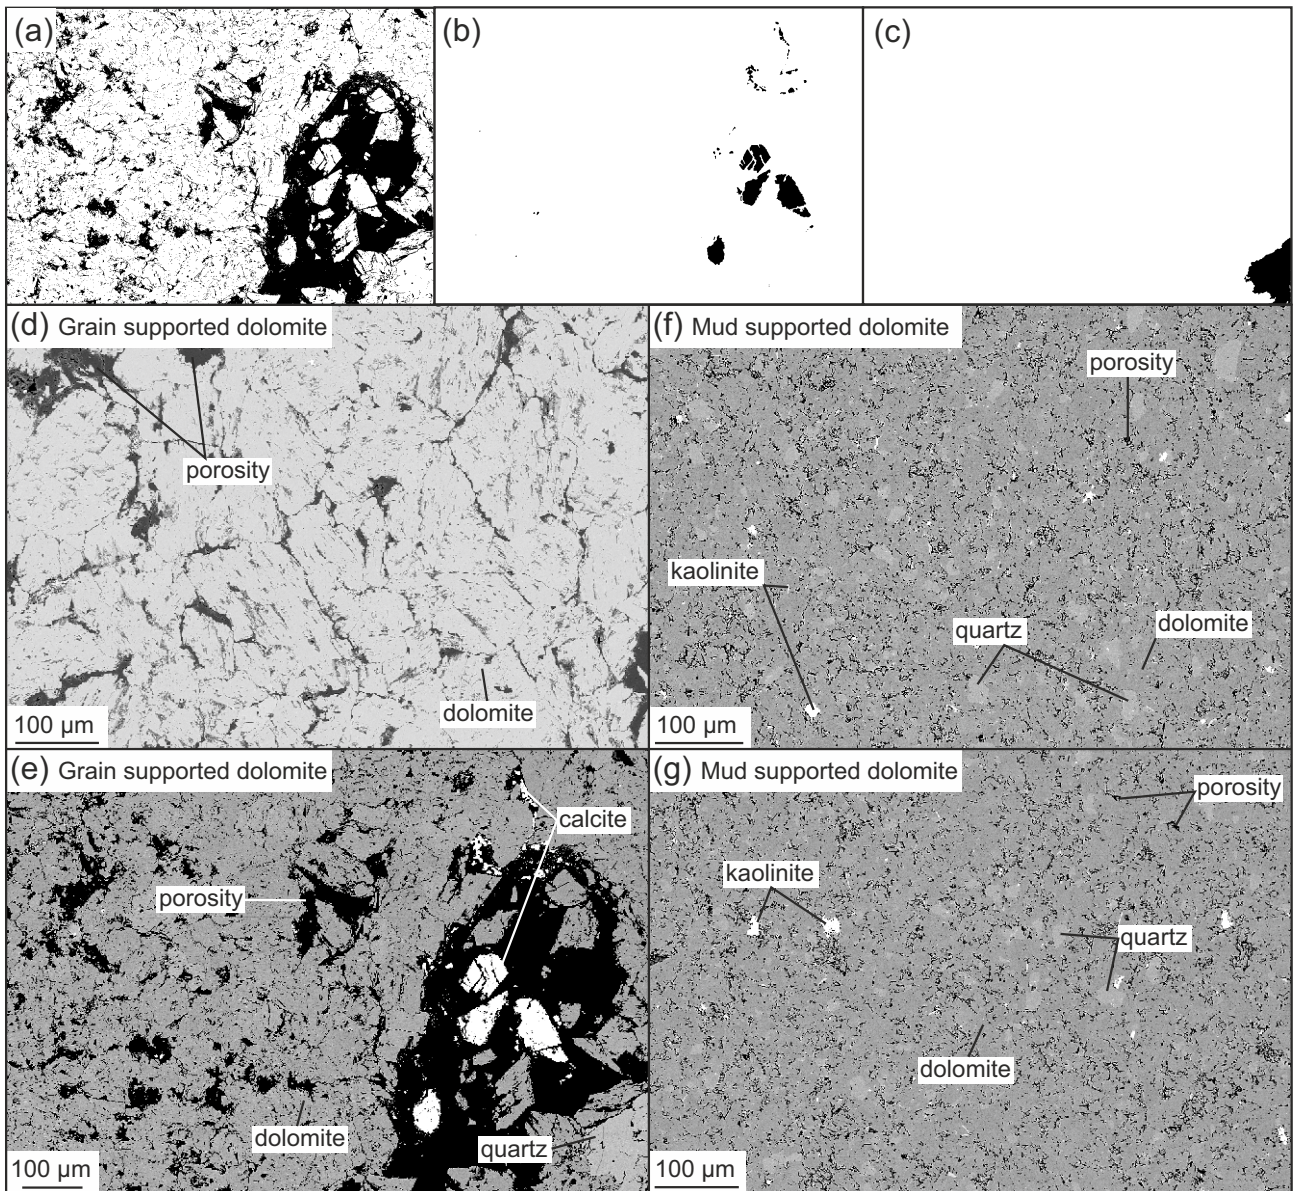 (a)
(b)
(c)
(d) Grain supported dolomite
porosity
dolomite
100 µm
(f) Mud supported dolomite
porosity
kaolinite
quartz
dolomite
100 µm
(e) Grain supported dolomite
calcite
porosity
dolomite
quartz
100 µm
(g) Mud supported dolomite
porosity
kaolinite
quartz
dolomite
100 µm